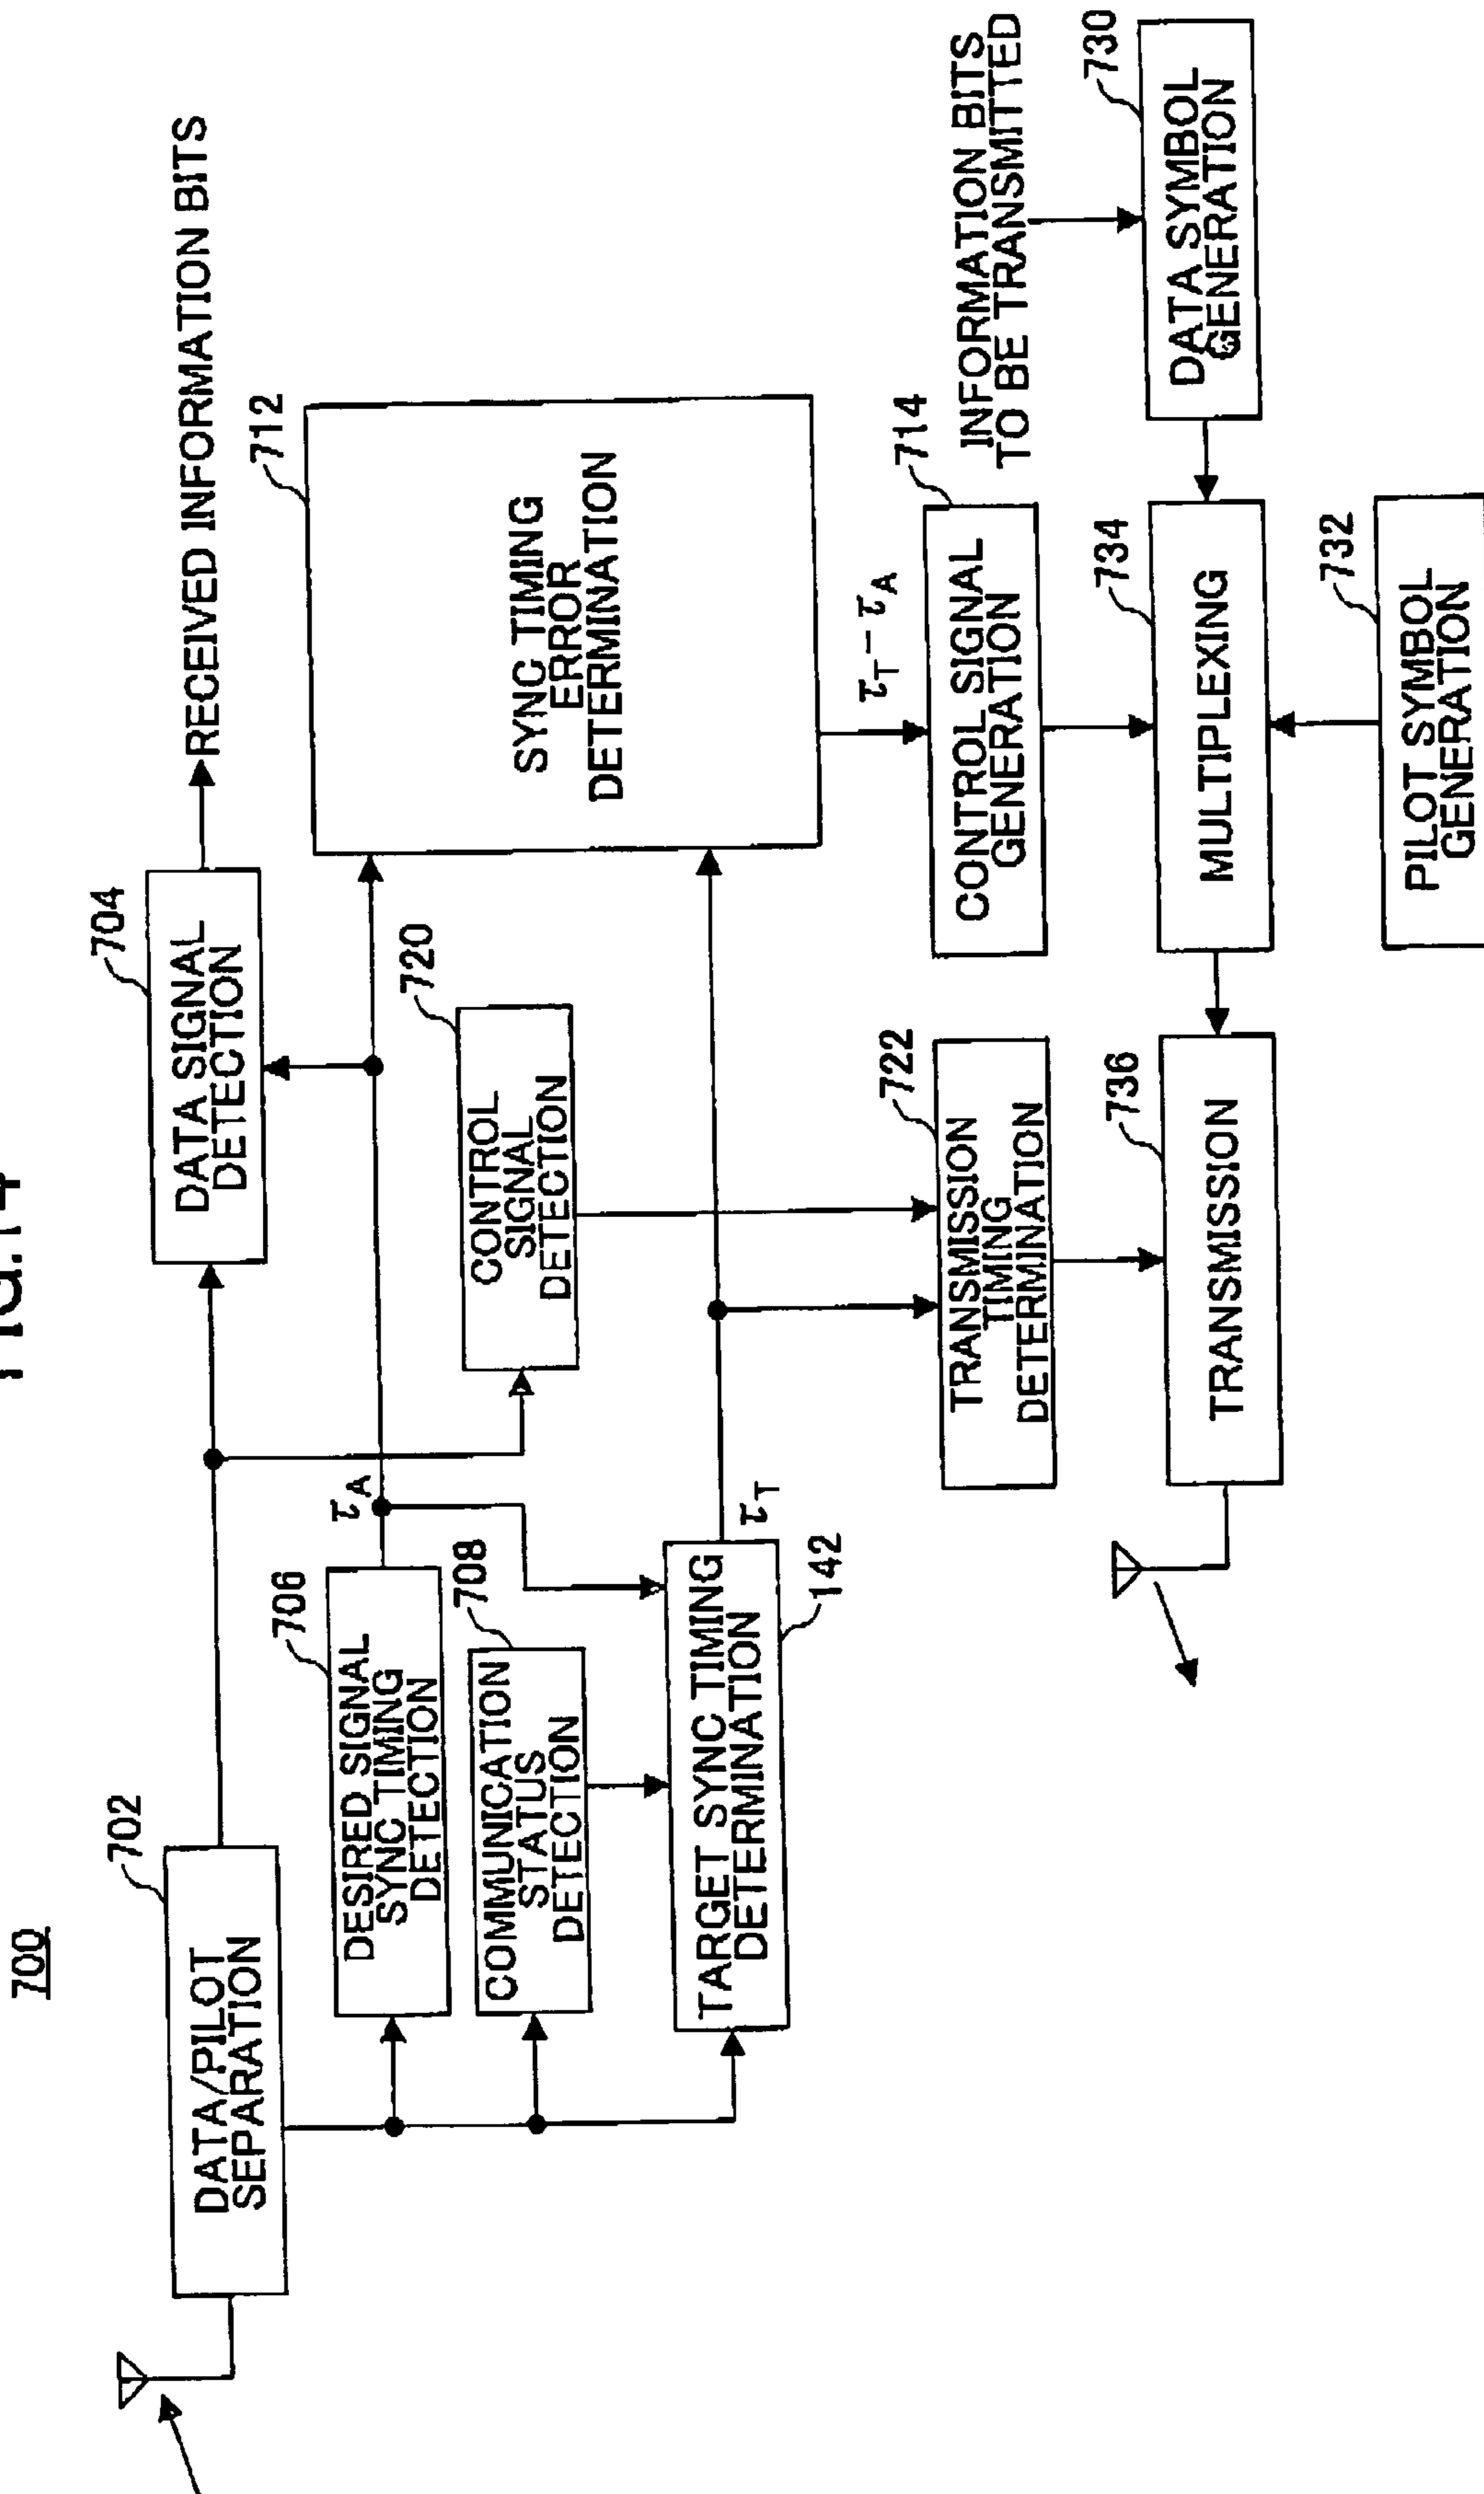 700
702
DATA/PILOT
SEPARATION
704
DATA SIGNAL
DETECTION
RECEIVED INFORMATION BITS
706
DESIRED SIGNAL
SYNC TIMING
DETECTION
τA
708
COMMUNICATION
STATUS
DETECTION
720
CONTROL
SIGNAL
DETECTION
712
SYNC TIMING
ERROR
DETERMINATION
TARGET SYNC TIMING
DETERMINATION
142
τT
722
TRANSMISSION
TIMING
DETERMINATION
τT-τA
714
CONTROL SIGNAL
GENERATION
INFORMATION BITS
TO BE TRANSMITTED
736
TRANSMISSION
734
MULTIPLEXING
730
DATA SYMBOL
GENERATION
732
PILOT SYMBOL
GENERATION